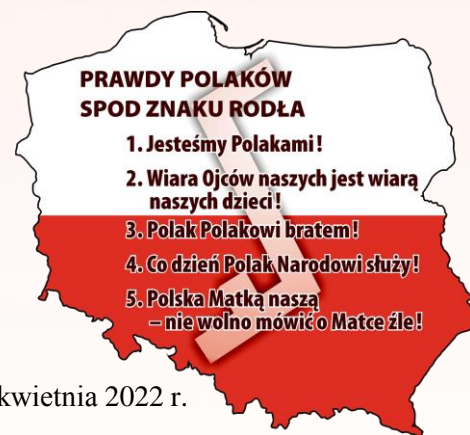 PRAWDY POLAKÓW
SPOD ZNAKU RODŁA
1. Jesteśmy Polakami!
2. Wiara Ojców naszych jest wiarą
naszych dzieci!
3. Polak Polakowi bratem!
4. Co dzień Polak Narodowi służy!
5. Polska Matką naszą
– nie wolno mówić o Matce źle!
kwietnia 2022 r.